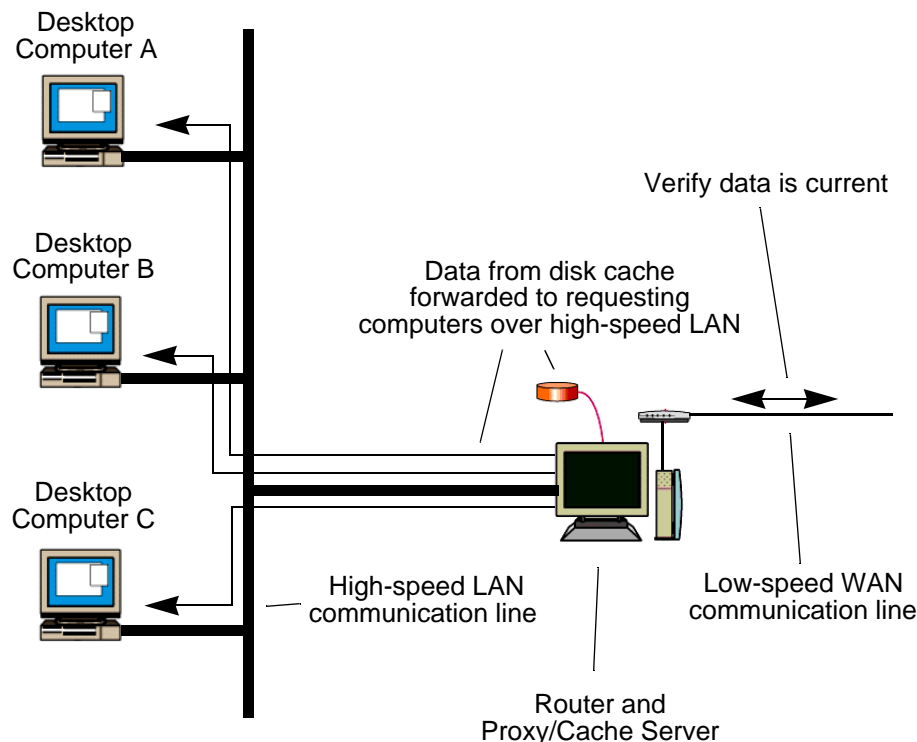 Desktop
Computer A
Verify data is current
Desktop
Computer B
Data from disk cache
forwarded to requesting
computers over high-speed LAN
Desktop
Computer C
High-speed LAN
communication line
Low-speed WAN
communication line
Router and
Proxy/Cache Server